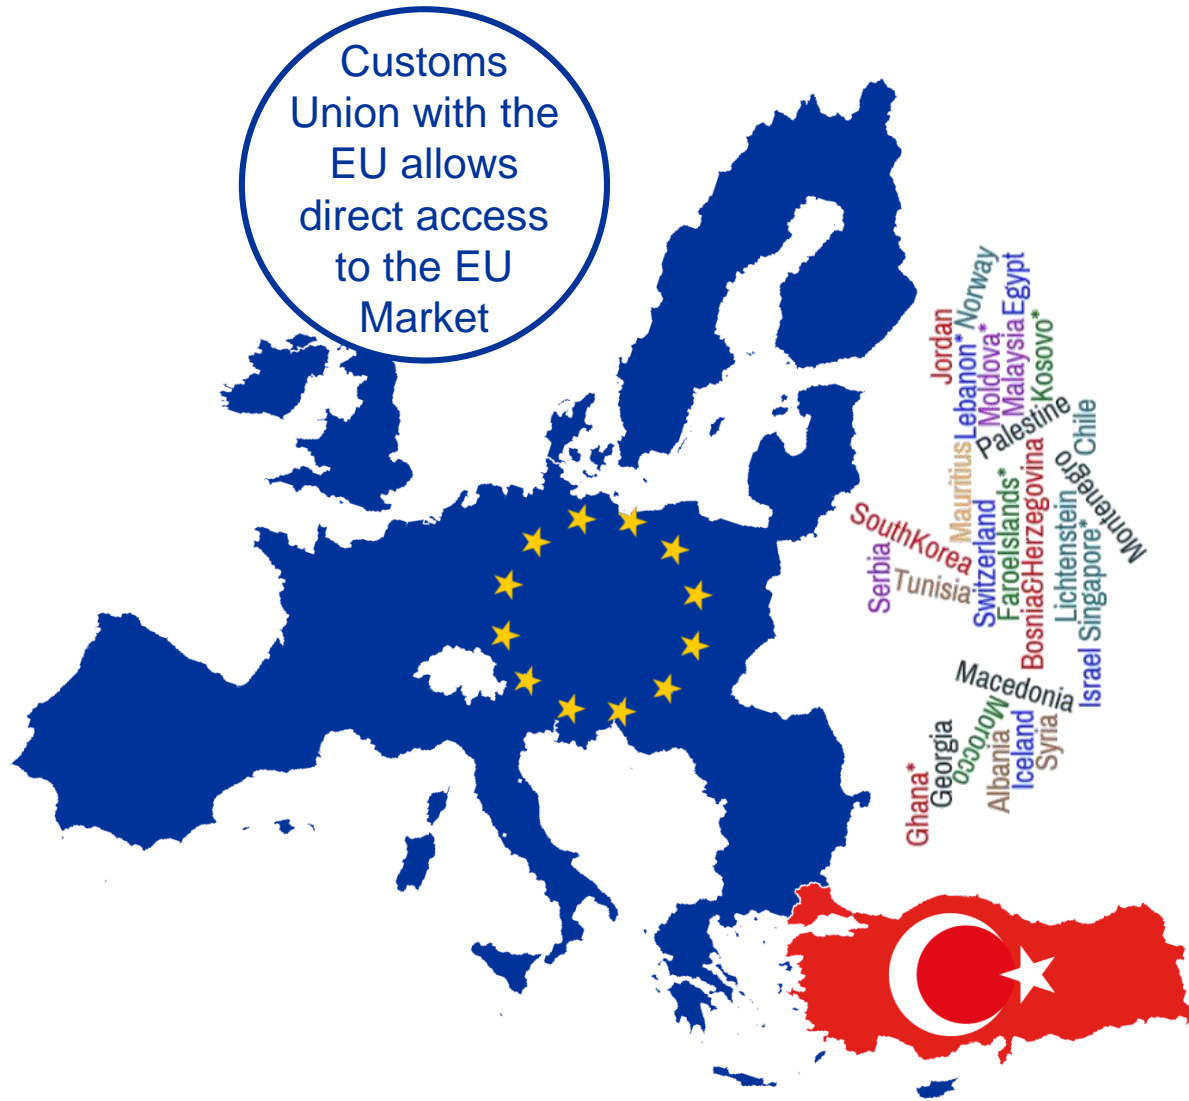 Customs
Union with the
EU allows
direct access
to the EU
Market
Norway
Egypt
Jordan
Lebanon*
Moldova*
Malaysia
Kosovo*
Palestine
Chile
Mauritius
Montenegro
SouthKorea
Switzerland
FaroeIslands*
Bosnia&Herzegovina
Lichtenstein
Singapore*
Serbia
Tunisia
Israel
Macedonia
Morocco
Georgia
Albania
Iceland
Syria
Ghana*